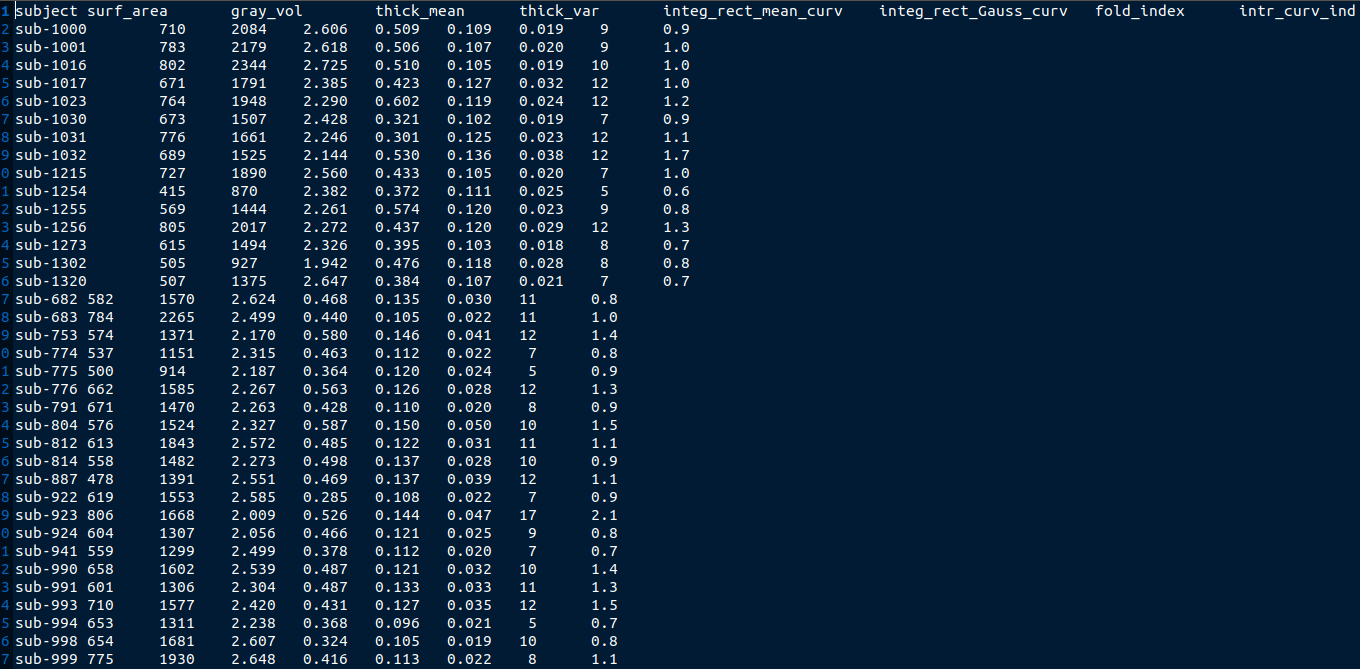 1 subject surf_area gray_vol thick_mean thick_var integ_rect_mean_curv integ_rect_Gauss_curv fold_index intr_curv_ind
2 sub-1000 710 2084 2.606 0.509 0.109 0.019 9 0.9
3 sub-1001 783 2179 2.618 0.506 0.107 0.020 9 1.0
4 sub-1016 802 2344 2.725 0.510 0.105 0.019 10 1.0
5 sub-1017 671 1791 2.385 0.423 0.127 0.032 12 1.0
6 sub-1023 764 1948 2.290 0.602 0.119 0.024 12 1.2
7 sub-1030 673 1507 2.428 0.321 0.102 0.019 7 0.9
8 sub-1031 776 1661 2.246 0.301 0.125 0.023 12 1.1
9 sub-1032 689 1525 2.144 0.530 0.136 0.038 12 1.7
0 sub-1215 727 1890 2.560 0.433 0.105 0.020 7 1.0
1 sub-1254 415 870 2.382 0.372 0.111 0.025 5 0.6
2 sub-1255 569 1444 2.261 0.574 0.120 0.023 9 0.8
3 sub-1256 805 2017 2.272 0.437 0.120 0.029 12 1.3
4 sub-1273 615 1494 2.326 0.395 0.103 0.018 8 0.7
5 sub-1302 505 927 1.942 0.476 0.118 0.028 8 0.8
6 sub-1320 507 1375 2.647 0.384 0.107 0.021 7 0.7
7 sub-682 582 1570 2.624 0.468 0.135 0.030 11 0.8
8 sub-683 784 2265 2.499 0.440 0.105 0.022 11 1.0
9 sub-753 574 1371 2.170 0.580 0.146 0.041 12 1.4
0 sub-774 537 1151 2.315 0.463 0.112 0.022 7 0.8
1 sub-775 500 914 2.187 0.364 0.120 0.024 5 0.9
2 sub-776 662 1585 2.267 0.563 0.126 0.028 12 1.3
3 sub-791 671 1470 2.263 0.428 0.110 0.020 8 0.9
4 sub-804 576 1524 2.327 0.587 0.150 0.050 10 1.5
5 sub-812 613 1843 2.572 0.485 0.122 0.031 11 1.1
6 sub-814 558 1482 2.273 0.498 0.137 0.028 10 0.9
7 sub-887 478 1391 2.551 0.469 0.137 0.039 12 1.1
8 sub-922 619 1553 2.585 0.285 0.108 0.022 7 0.9
9 sub-923 806 1668 2.009 0.526 0.144 0.047 17 2.1
0 sub-924 604 1307 2.056 0.466 0.121 0.025 9 0.8
1 sub-941 559 1299 2.499 0.378 0.112 0.020 7 0.7
2 sub-990 658 1602 2.539 0.487 0.121 0.032 10 1.4
3 sub-991 601 1306 2.304 0.487 0.133 0.033 11 1.3
4 sub-993 710 1577 2.420 0.431 0.127 0.035 12 1.5
5 sub-994 653 1311 2.238 0.368 0.096 0.021 5 0.7
6 sub-998 654 1681 2.607 0.324 0.105 0.019 10 0.8
7 sub-999 775 1930 2.648 0.416 0.113 0.022 8 1.1